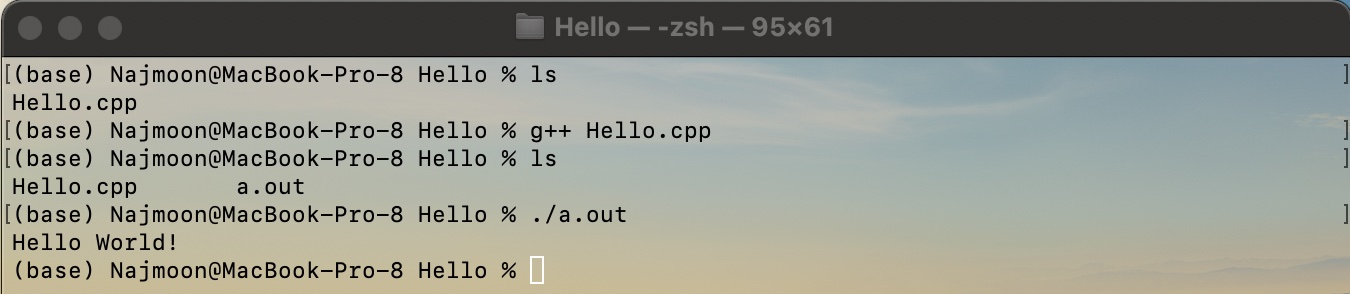 Hello — -zsh — 95×61
[(base) Najmoon@MacBook-Pro-8 Hello % ls ]
Hello.cpp
[(base) Najmoon@MacBook-Pro-8 Hello % g++ Hello.cpp ]
[(base) Najmoon@MacBook-Pro-8 Hello % ls ]
Hello.cpp a.out
[(base) Najmoon@MacBook-Pro-8 Hello % ./a.out ]
Hello World!
(base) Najmoon@MacBook-Pro-8 Hello %